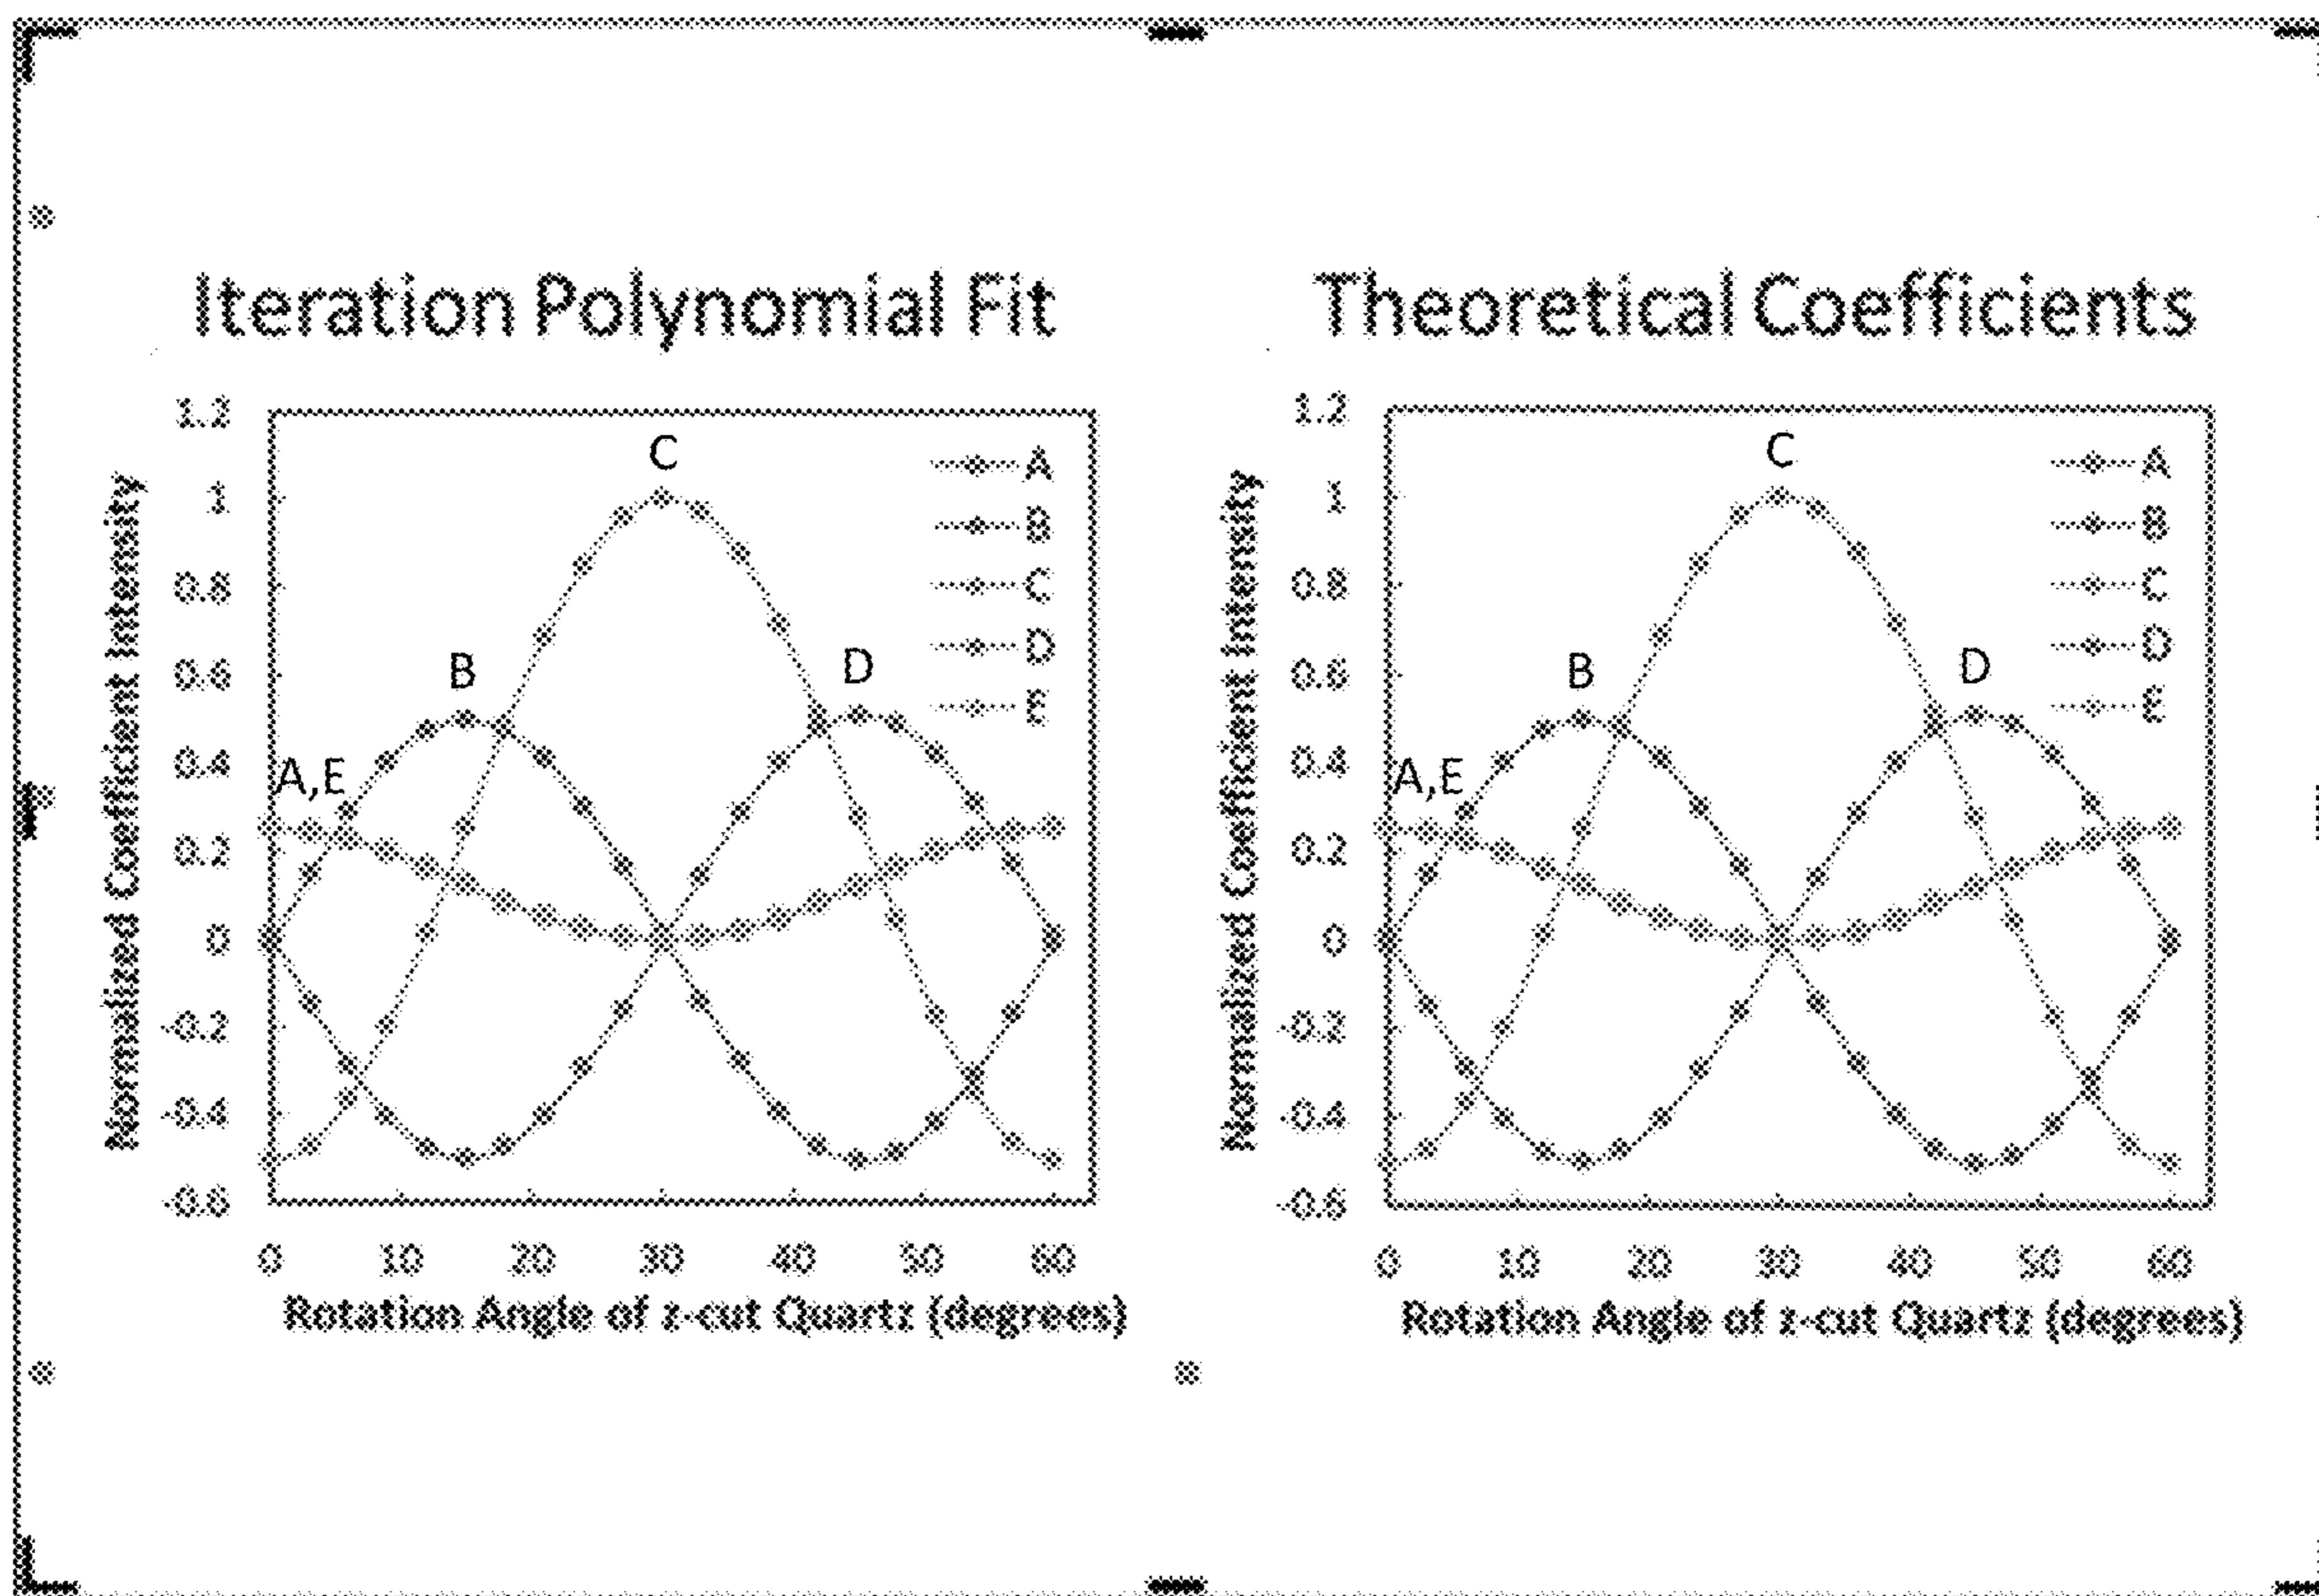 Iteration Polynomial Fit
Normalized Coefficient Intensity
1.2
1
0.8
0.6
0.4
0.2
0
-0.2
-0.4
-0.6
C
B
D
A,E
A
B
C
D
E
0 10 20 30 40 50 60
Rotation Angle of z-cut Quartz (degrees)
Theoretical Coefficients
Normalized Coefficient Intensity
1.2
1
0.8
0.6
0.4
0.2
0
-0.2
-0.4
-0.6
C
B
D
A,E
A
B
C
D
E
0 10 20 30 40 50 60
Rotation Angle of z-cut Quartz (degrees)